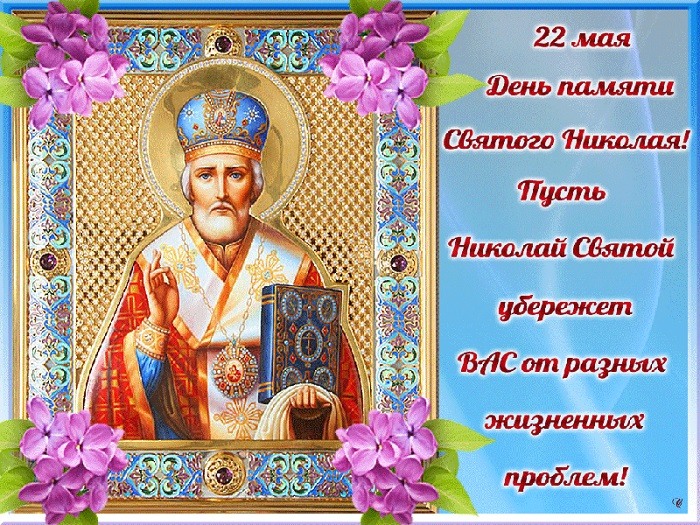 22 мая
День памяти
Святого Николая!
Пусть
Николай Святой
убережет
ВАС от разных
жизненных
проблем!